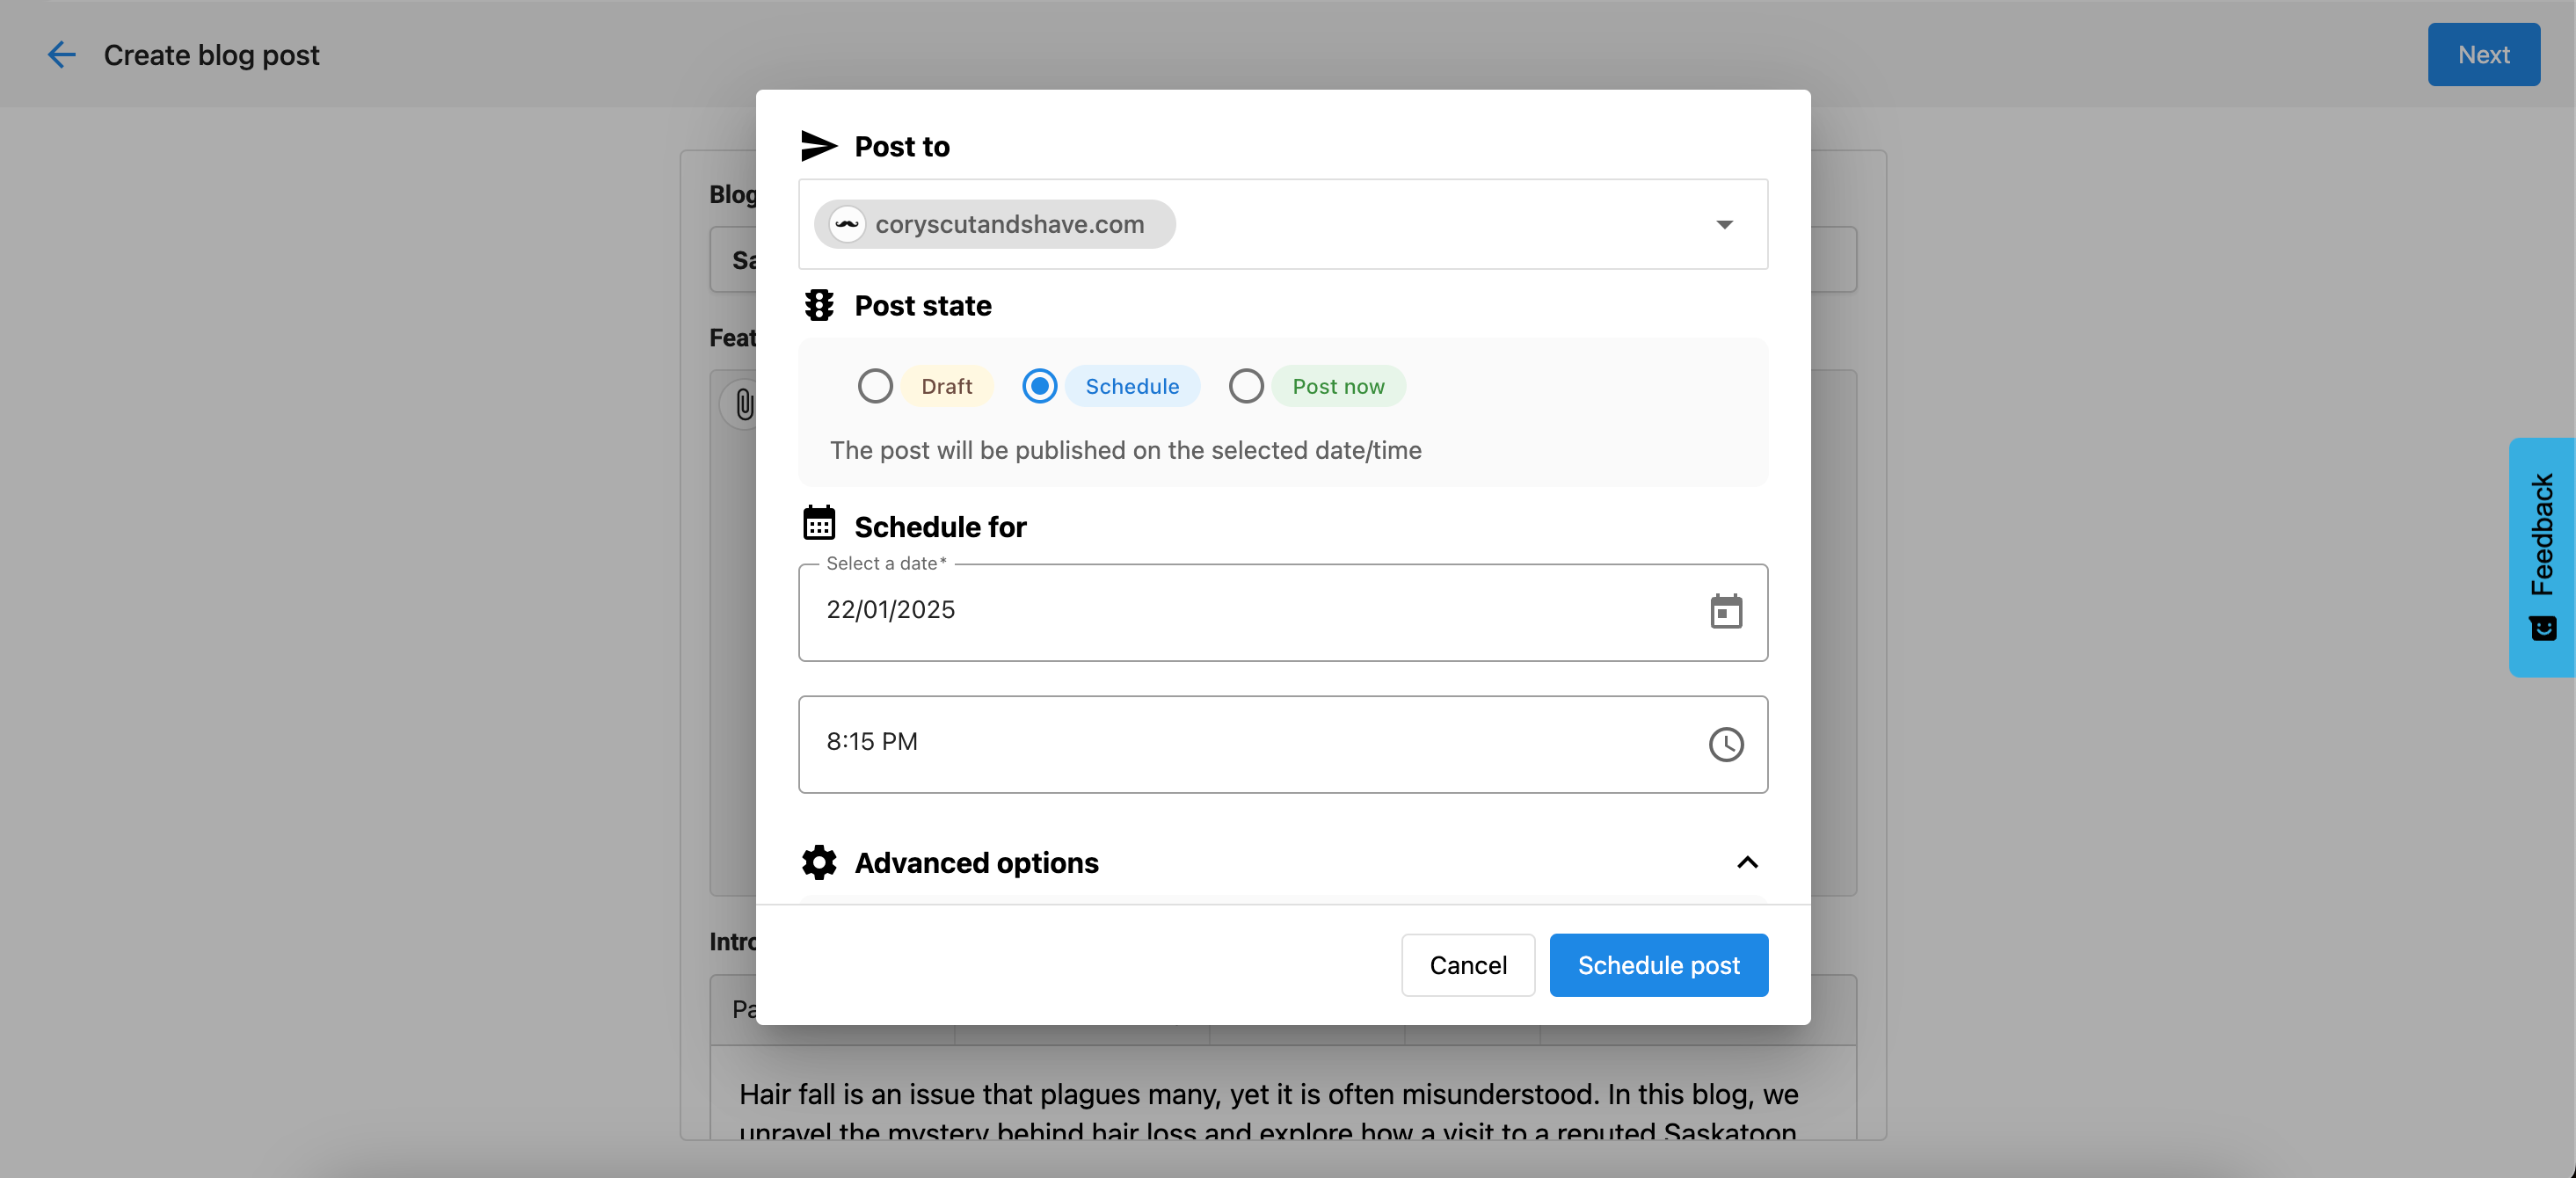 Create blog post
Next
Post to
coryscutandshave.com
Post state
Draft
Schedule
Post now
The post will be published on the selected date/time
Schedule for
Select a date*
22/01/2025
8:15 PM
Advanced options
Cancel
Schedule post
Feedback
Blog
Sa
Feat
Intro
Pa
Hair fall is an issue that plagues many, yet it is often misunderstood. In this blog, we
unravel the mystery behind hair loss and explore how a visit to a reputed Saskatoon